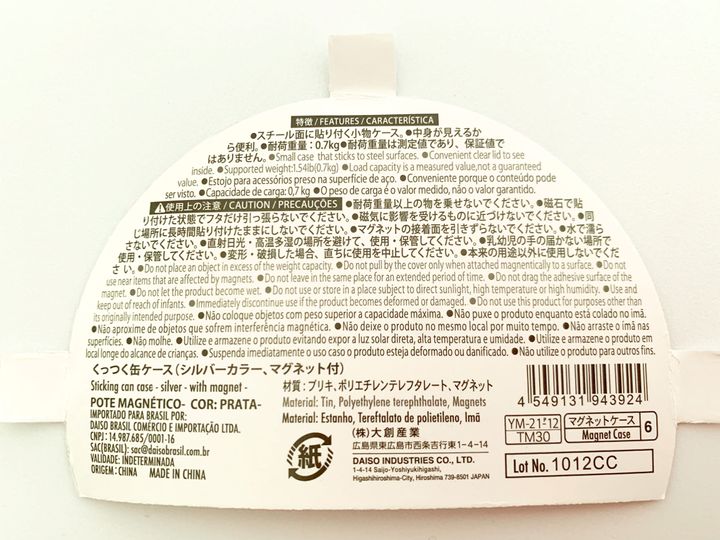 特徴 / FEATURES / CARACTERÍSTICA
●スチール面に貼り付く小物ケース。●中身が見えるか
ら便利。●耐荷重量：0.7kg●耐荷重量は測定値であり、保証値で
はありません。●Small case that sticks to steel surfaces. ●Convenient clear lid to see
inside. ●Supported weight:1.54lb(0.7kg) ●Load capacity is a measured value,not a guaranteed
value. ●Estojo para acessórios preso na superfície de aço. ●Conveniente porque o conteúdo pode
ser visto. ●Capacidade de carga: 0,7 kg ●O peso de carga é o valor medido, não o valor garantido.
⚠使用上の注意 / CAUTION / PRECAUÇÕES ●耐荷重量以上の物を乗せないでください。●磁石で貼
り付けた状態でフタだけ引っ張らないでください。●磁気に影響を受けるものに近づけないでください。●同
じ場所に長時間貼り付けたままにしないでください。●マグネットの接着面を引きずらないでください。●水で濡ら
さないでください。●直射日光・高温多湿の場所を避けて、使用・保管してください。●乳幼児の手の届かない場所で
使用・保管してください。●変形・破損した場合、直ちに使用を中止してください。●本来の用途以外に使用しないでくだ
さい。●Do not place an object in excess of the weight capacity. ●Do not pull by the cover only when attached magnetically to a surface. ●Do not
use near items that are affected by magnets. ●Do not leave in the same place for an extended period of time. ●Do not drag the adhesive surface of the
magnet. ●Do not let the product become wet. ●Do not use or store in a place subject to direct sunlight, high temperature or high humidity. ●Use and
keep out of reach of infants. ●Immediately discontinue use if the product becomes deformed or damaged. ●Do not use this product for purposes other than
its originally intended purpose. ●Não coloque objetos com peso superior a capacidade máxima. ●Não puxe o produto enquanto está colado no imã.
●Não aproxime de objetos que sofrem interferência magnética. ●Não deixe o produto no mesmo local por muito tempo. ●Não arraste o imã nas
superfícies. ●Não molhe. ●Utilize e armazene o produto evitando expor a luz solar direta, alta temperatura e umidade. ●Utilize e armazene o produto em
local longe do alcance de crianças. ●Suspenda imediatamente o uso caso o produto esteja deformado ou danificado. ●Não utilize o produto para outros fins.
くっつく缶ケース（シルバーカラー、マグネット付）
Sticking can case - silver - with magnet -
POTE MAGNÉTICO- COR: PRATA-
IMPORTADO PARA BRASIL POR:
DAISO BRASIL COMÉRCIO E IMPORTAÇÃO LTDA.
CNPJ: 14.987.685/0001-16
SAC(BRASIL): sac@daisobrasil.com.br
VALIDADE: INDETERMINADA
ORIGEM: CHINA MADE IN CHINA
材質：ブリキ、ポリエチレンテレフタレート、マグネット
Material: Tin, Polyethylene terephthalate, Magnets
Material: Estanho, Tereftalato de polietileno, Imã
紙
（株）大創産業
広島県東広島市西条吉行東1-4-14
DAISO INDUSTRIES CO., LTD.
1-4-14 Saijo-Yoshiyukihigashi,
Higashihiroshima-City, Hiroshima 739-8501 JAPAN
4 549131 943924
YM-21-12
TM30
マグネットケース
Magnet Case
6
Lot No. 1012CC